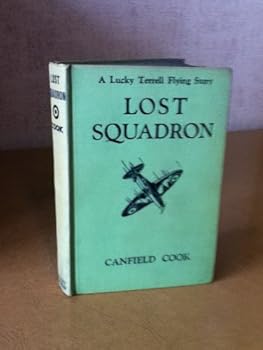 LOST
SQUADRON
COOK
A Lucky Terrell Flying Story
LOST
SQUADRON
CANFIELD COOK